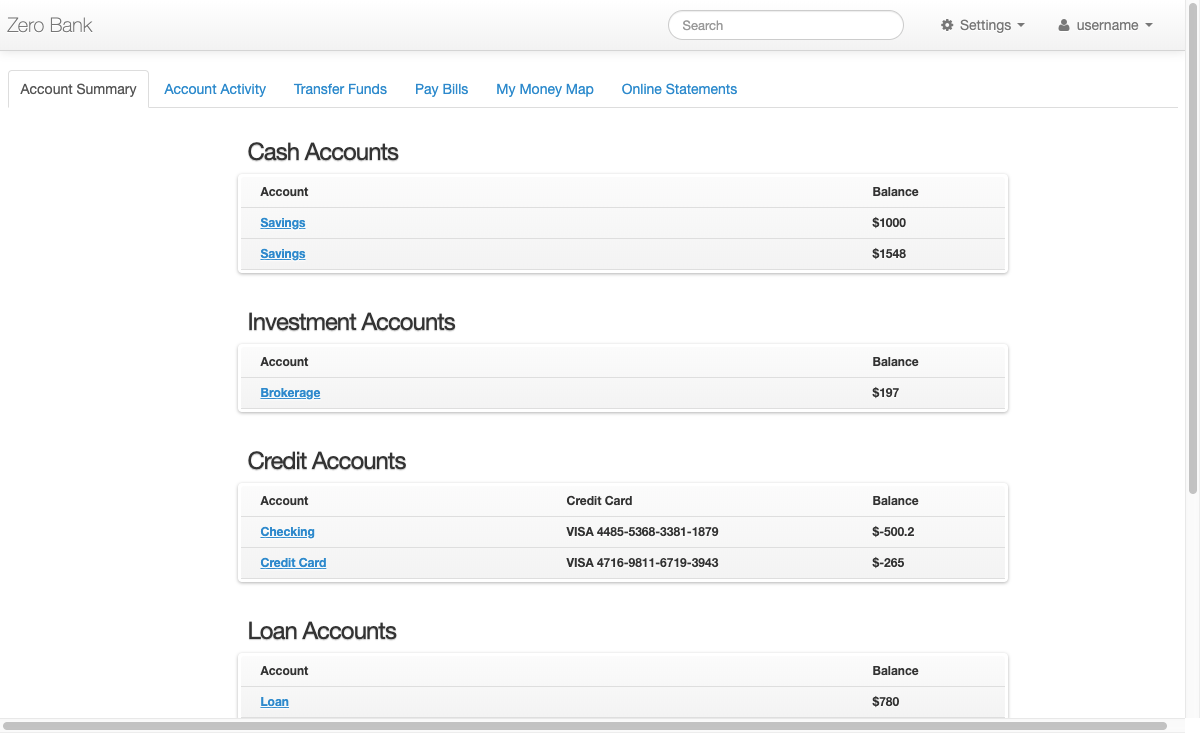 Zero Bank
Search
Settings
username
Account Summary
Account Activity
Transfer Funds
Pay Bills
My Money Map
Online Statements
Cash Accounts
Account Balance
Savings $1000
Savings $1548
Investment Accounts
Account Balance
Brokerage $197
Credit Accounts
Account Credit Card Balance
Checking VISA 4485-5368-3381-1879 $-500.2
Credit Card VISA 4716-9811-6719-3943 $-265
Loan Accounts
Account Balance
Loan $780